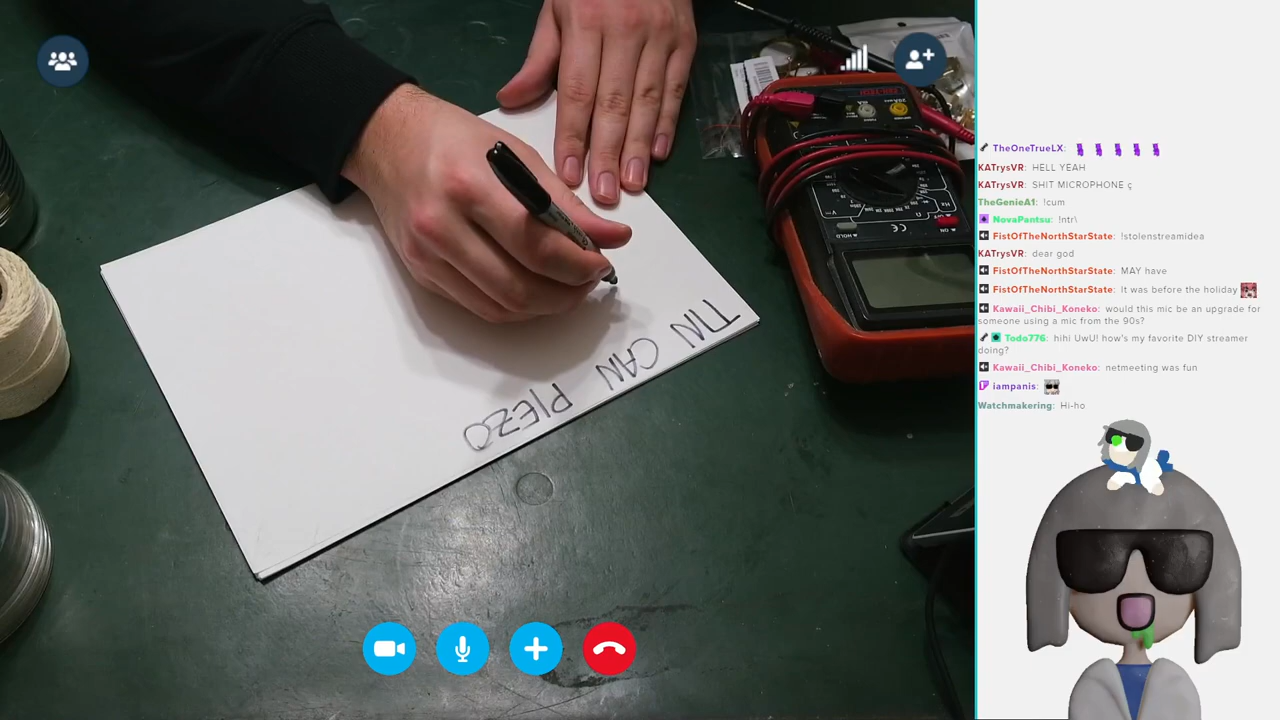 TIN CAN PIEZO
HOLD
TheOneTrueLX:
KATrysVR: HELL YEAH
KATrysVR: SHIT MICROPHONE ç
TheGenieA1: !cum
NovaPantsu: !ntr\
FistOfTheNorthStarState: !stolenstreamidea
KATrysVR: dear god
FistOfTheNorthStarState: MAY have
FistOfTheNorthStarState: It was before the holiday
Kawaii_Chibi_Koneko: would this mic be an upgrade for
someone using a mic from the 90s?
Todo776: hihi UwU! how's my favorite DIY streamer
doing?
Kawaii_Chibi_Koneko: netmeeting was fun
iampanis:
Watchmakering: Hi-ho